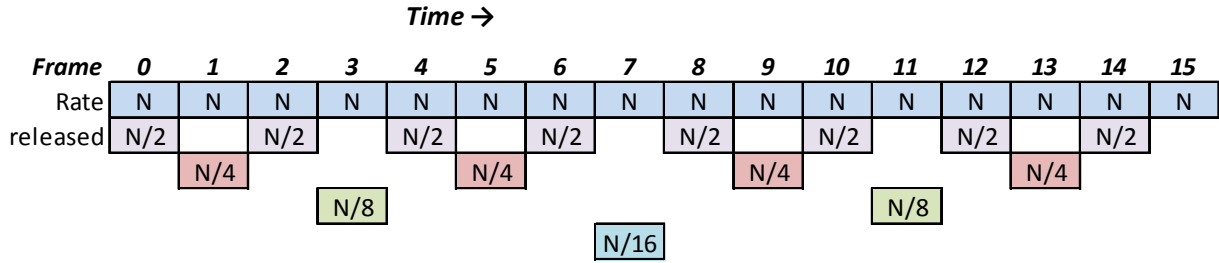 Time →
Frame 0 1 2 3 4 5 6 7 8 9 10 11 12 13 14 15
Rate N N N N N N N N N N N N N N N N
released N/2 N/2 N/2 N/2 N/2 N/2 N/2 N/2
N/4 N/4 N/4 N/4
N/8 N/8
N/16